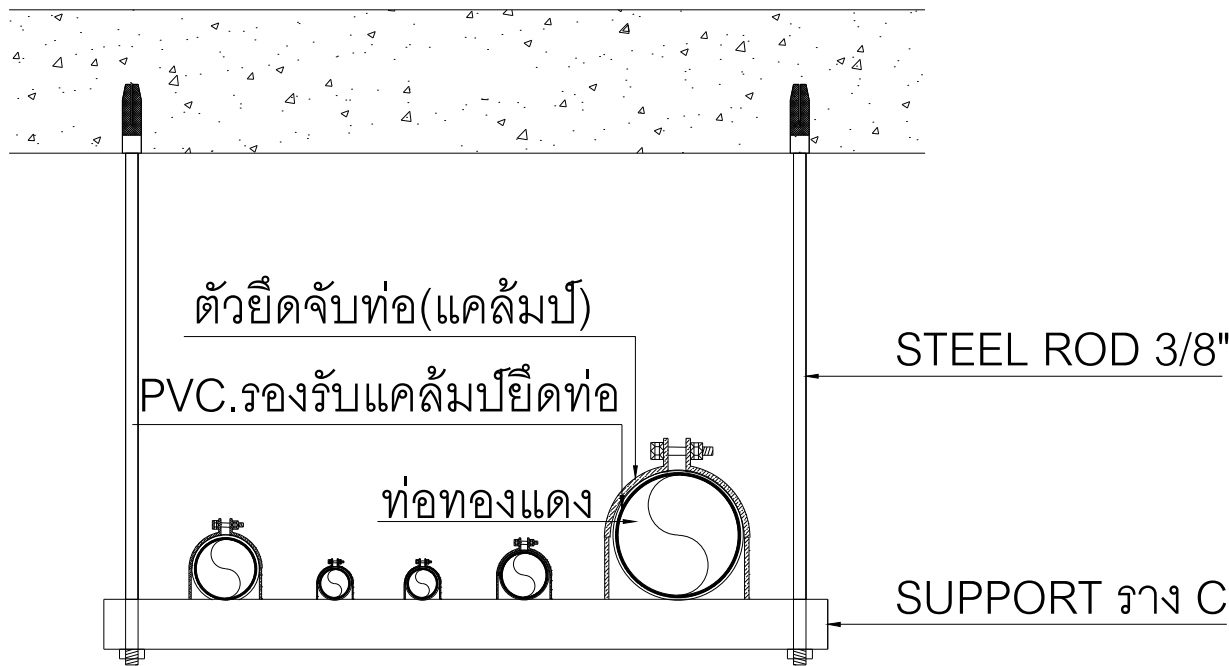 ตัวยึดจับท่อ(แคล้มป์)
STEEL ROD 3/8"
PVC.รองรับแคล้มป์ยึดท่อ
ท่อทองแดง
SUPPORT ราง C